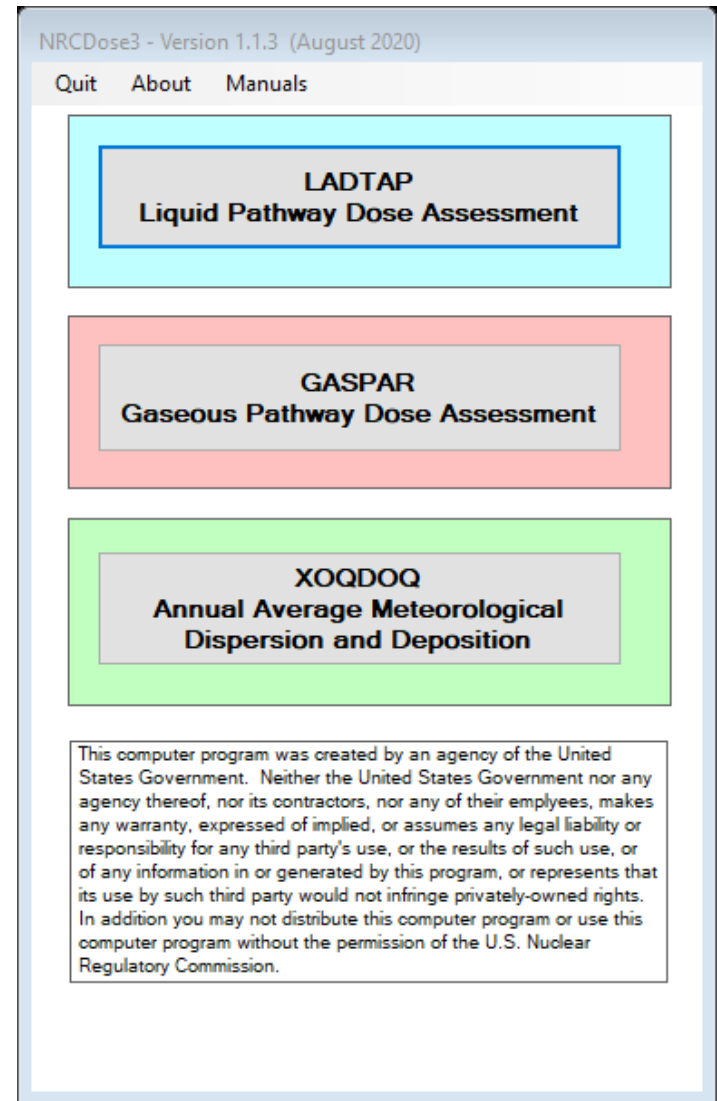 NRCDose3 - Version 1.1.3 (August 2020)
Quit About Manuals
LADTAP
Liquid Pathway Dose Assessment
GASPAR
Gaseous Pathway Dose Assessment
XOQDOQ
Annual Average Meteorological
Dispersion and Deposition
This computer program was created by an agency of the United
States Government. Neither the United States Government nor any
agency thereof, nor its contractors, nor any of their emplyees, makes
any warranty, expressed of implied, or assumes any legal liability or
responsibility for any third party's use, or the results of such use, or
of any information in or generated by this program, or represents that
its use by such third party would not infringe privately-owned rights.
In addition you may not distribute this computer program or use this
computer program without the permission of the U.S. Nuclear
Regulatory Commission.